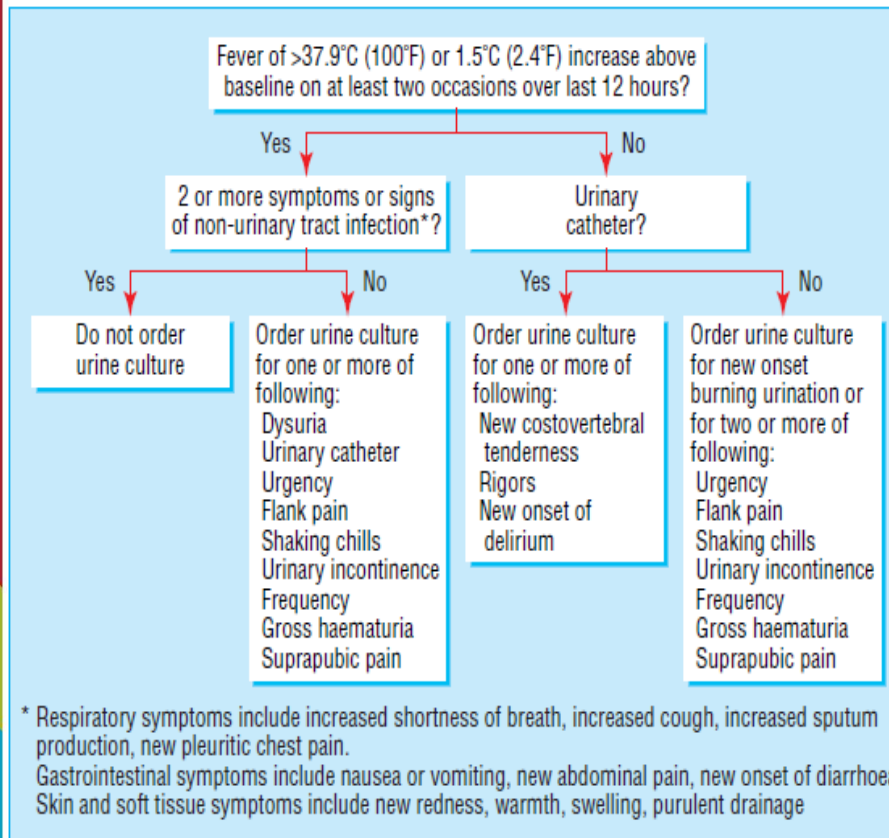 Fever of >37.9°C (100°F) or 1.5°C (2.4°F) increase above
baseline on at least two occasions over last 12 hours?
Yes
No
2 or more symptoms or signs
of non-urinary tract infection*?
Urinary
catheter?
Yes
No
Yes
No
Do not order
urine culture
Order urine culture
for one or more of
following:
Dysuria
Urinary catheter
Urgency
Flank pain
Shaking chills
Urinary incontinence
Frequency
Gross haematuria
Suprapubic pain
Order urine culture
for one or more of
following:
New costovertebral
tenderness
Rigors
New onset of
delirium
Order urine culture
for new onset
burning urination or
for two or more of
following:
Urgency
Flank pain
Shaking chills
Urinary incontinence
Frequency
Gross haematuria
Suprapubic pain
* Respiratory symptoms include increased shortness of breath, increased cough, increased sputum
production, new pleuritic chest pain.
Gastrointestinal symptoms include nausea or vomiting, new abdominal pain, new onset of diarrhoea
Skin and soft tissue symptoms include new redness, warmth, swelling, purulent drainage